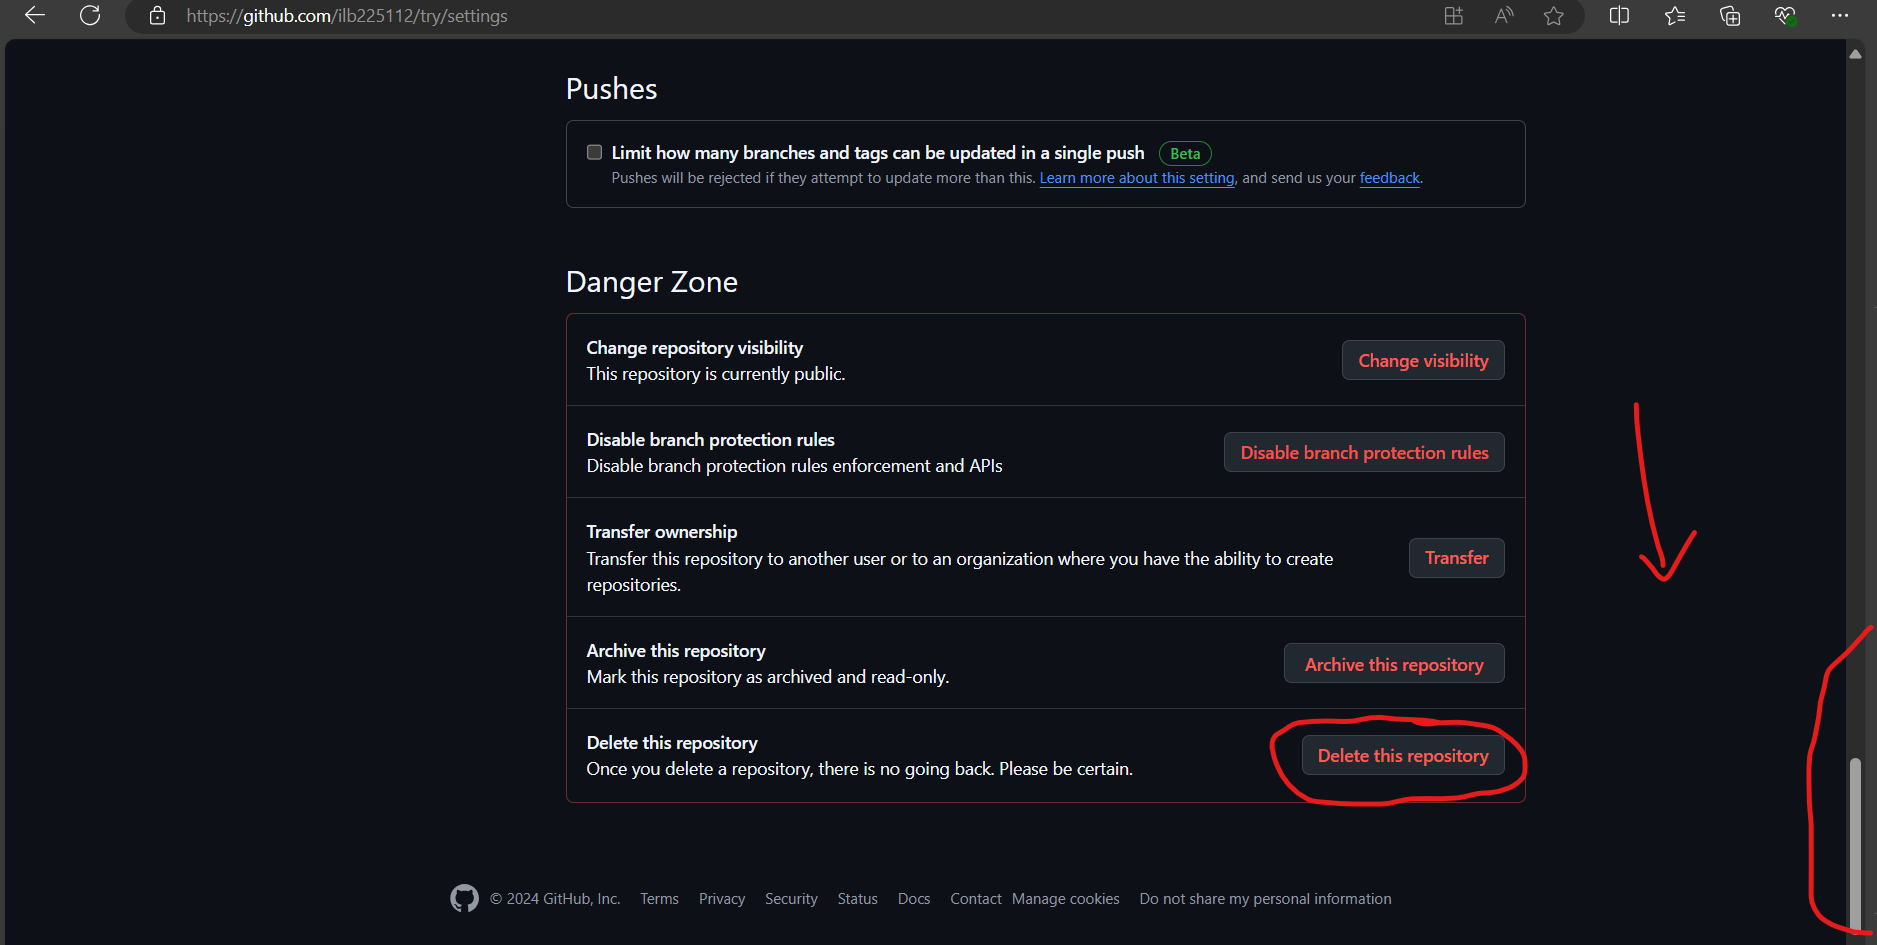 https://github.com/ilb225112/try/settings
Pushes
Limit how many branches and tags can be updated in a single push Beta
Pushes will be rejected if they attempt to update more than this. Learn more about this setting, and send us your feedback.
Danger Zone
Change repository visibility
This repository is currently public.
Change visibility
Disable branch protection rules
Disable branch protection rules enforcement and APIs
Disable branch protection rules
Transfer ownership
Transfer this repository to another user or to an organization where you have the ability to create
repositories.
Transfer
Archive this repository
Mark this repository as archived and read-only.
Archive this repository
Delete this repository
Once you delete a repository, there is no going back. Please be certain.
Delete this repository
© 2024 GitHub, Inc. Terms Privacy Security Status Docs Contact Manage cookies Do not share my personal information